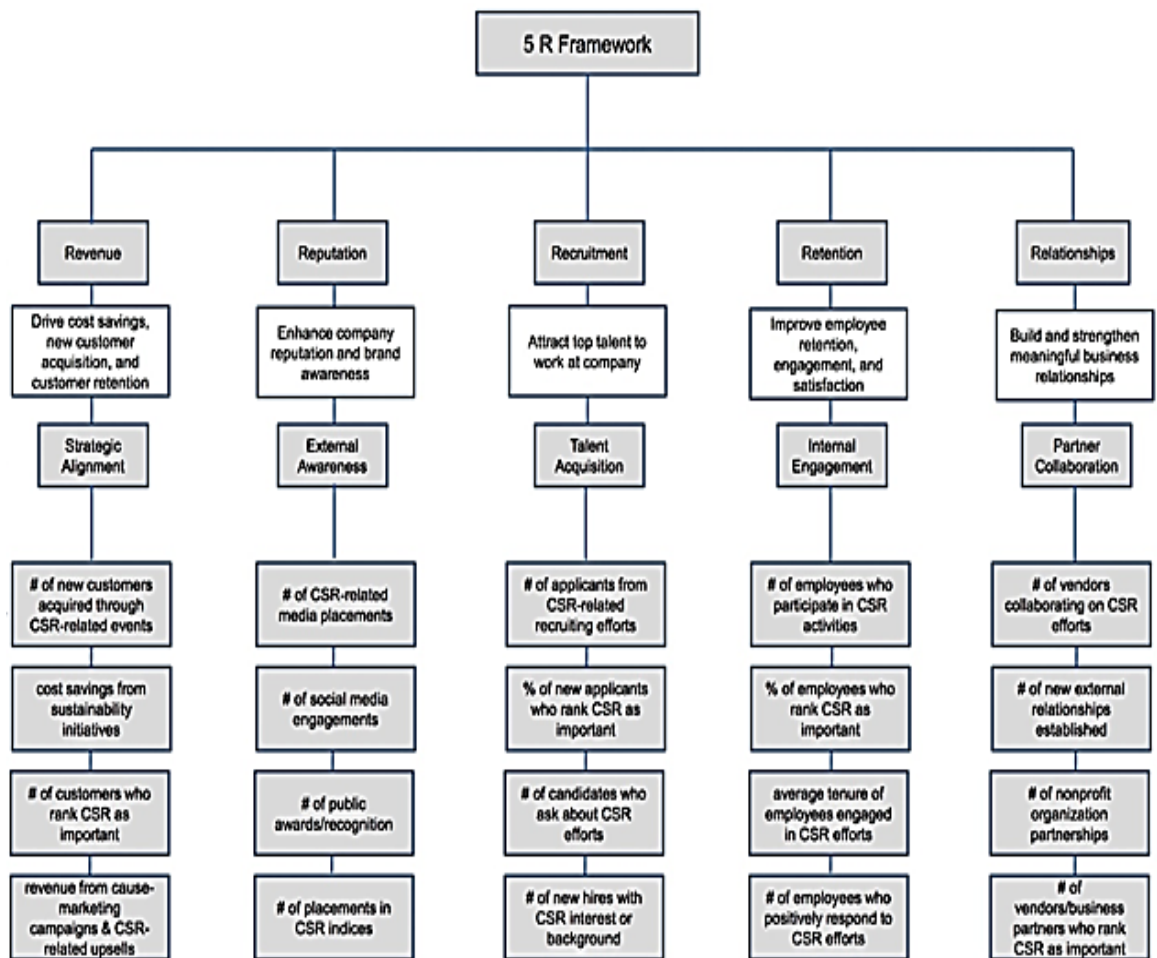 5 R Framework
Revenue
Reputation
Recruitment
Retention
Relationships
Drive cost savings,
new customer
acquisition, and
customer retention
Enhance company
reputation and brand
awareness
Attract top talent to
work at company
Improve employee
retention,
engagement, and
satisfaction
Build and strengthen
meaningful business
relationships
Strategic
Alignment
External
Awareness
Talent
Acquisition
Internal
Engagement
Partner
Collaboration
# of new customers
acquired through
CSR-related events
# of CSR-related
media placements
# of applicants from
CSR-related
recruiting efforts
# of employees who
participate in CSR
activities
# of vendors
collaborating on CSR
efforts
cost savings from
sustainability
initiatives
# of social media
engagements
% of new applicants
who rank CSR as
important
% of employees who
rank CSR as
important
# of new external
relationships
established
# of customers who
rank CSR as
important
# of public
awards/recognition
# of candidates who
ask about CSR
efforts
average tenure of
employees engaged
in CSR efforts
# of nonprofit
organization
partnerships
revenue from cause-
marketing
campaigns & CSR-
related upsells
# of placements in
CSR indices
# of new hires with
CSR interest or
background
# of employees who
positively respond to
CSR efforts
# of
vendors/business
partners who rank
CSR as important